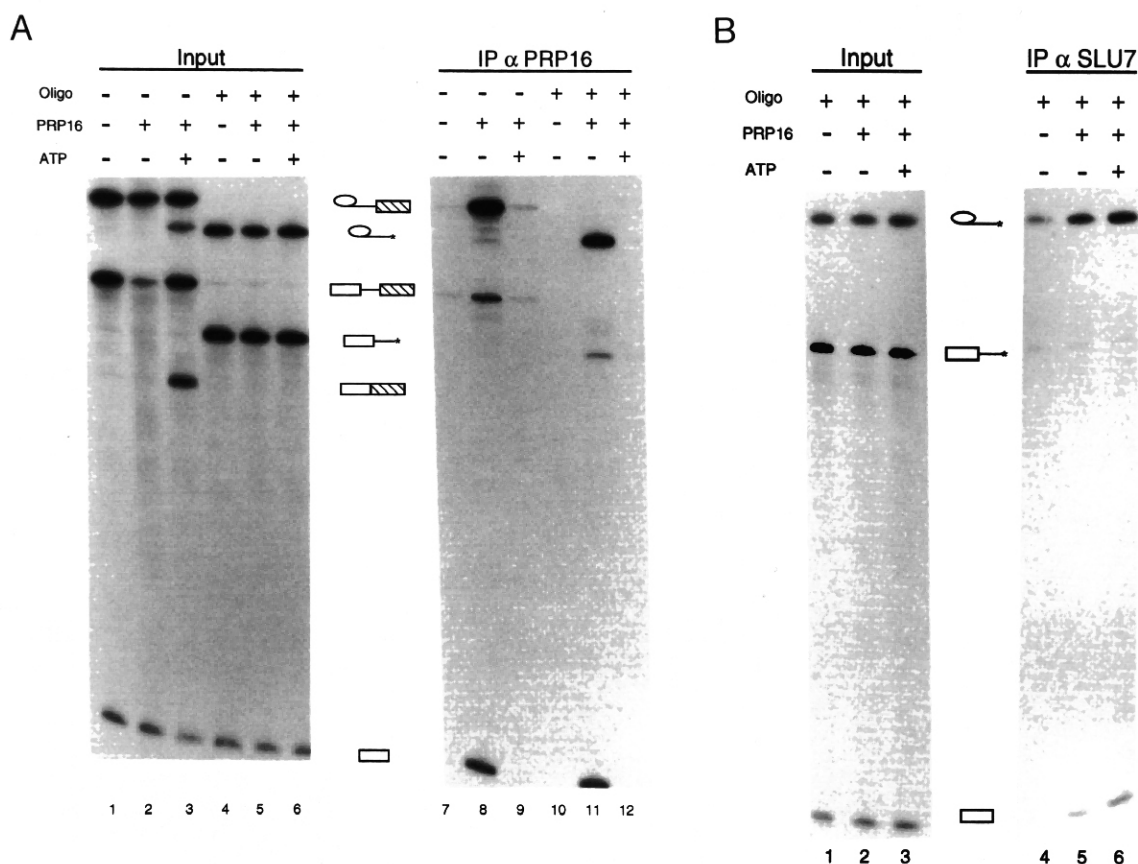 A
B
Input
IP α PRP16
Input
IP α SLU7
Oligo - - - + + + - - - + + +
PRP16 - + + - + + - + + - + +
ATP - - + - - + - - + - - +
Oligo + + + + + +
PRP16 - + + - + +
ATP - - + - - +
1 2 3 4 5 6 7 8 9 10 11 12
1 2 3 4 5 6